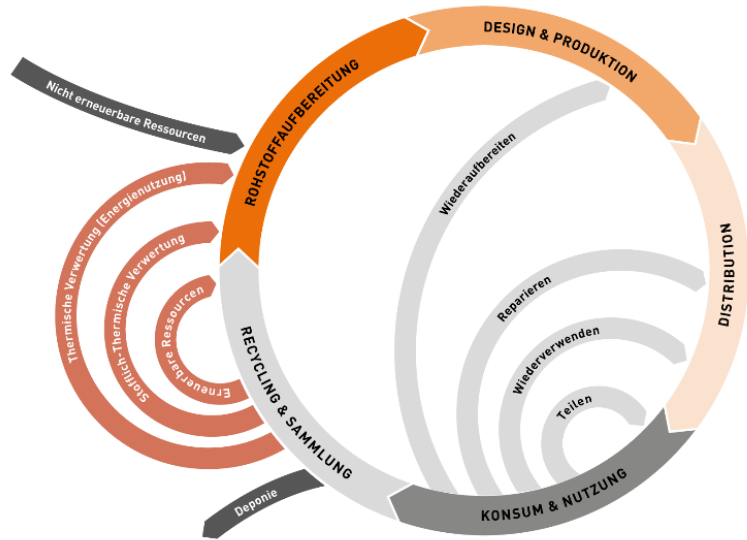 DESIGN & PRODUKTION
ROHSTOFFAUFBEREITUNG
Nicht erneuerbare Ressourcen
Wiederaufbereiten
Thermische Verwertung (Energienutzung)
Stofflich-Thermische Verwertung
Erneuerbare Ressourcen
DISTRIBUTION
Reparieren
Wiederverwenden
Teilen
RECYCLING & SAMMLUNG
KONSUM & NUTZUNG
Deponie